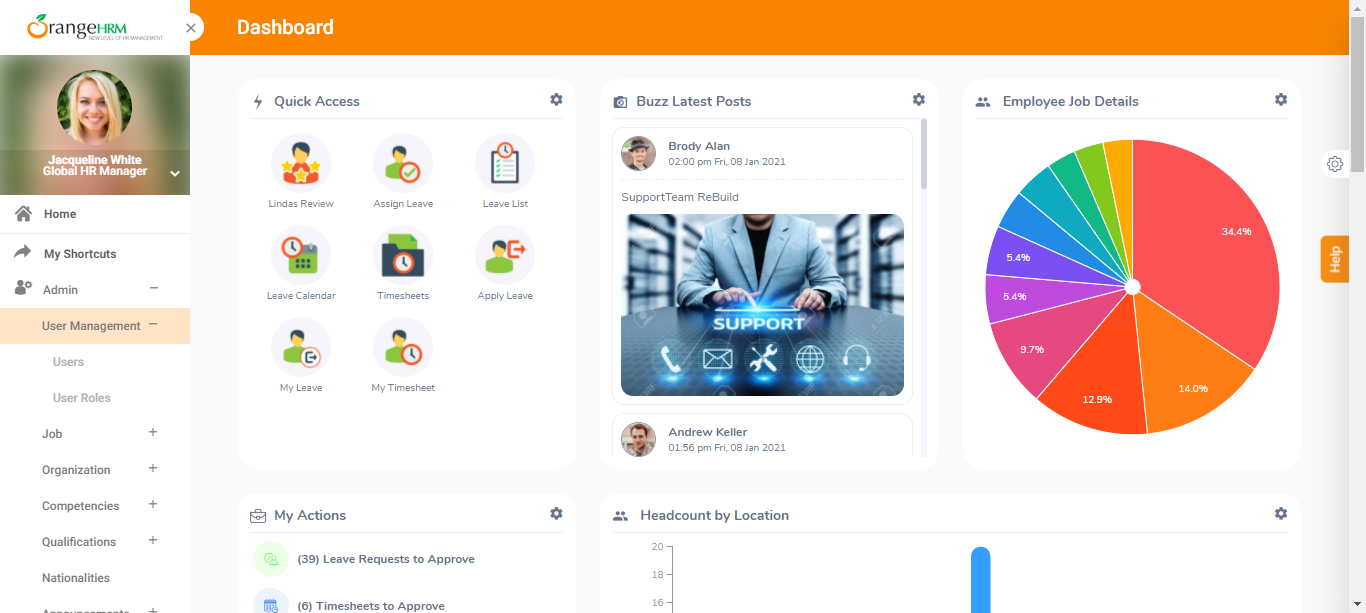 OrangeHRM
NEW LEVEL OF HR MANAGEMENT
Dashboard
Jacqueline White
Global HR Manager
Home
My Shortcuts
Admin
User Management
Users
User Roles
Job
Organization
Competencies
Qualifications
Nationalities
Announcements
Quick Access
Lindas Review
Assign Leave
Leave List
Leave Calendar
Timesheets
Apply Leave
My Leave
My Timesheet
Buzz Latest Posts
Brody Alan
02:00 pm Fri, 08 Jan 2021
SupportTeam ReBuild
SUPPORT
Andrew Keller
01:56 pm Fri, 08 Jan 2021
Employee Job Details
34.4%
5.4%
5.4%
9.7%
12.9%
14.0%
Help
My Actions
(39) Leave Requests to Approve
(6) Timesheets to Approve
Headcount by Location
20
18
16